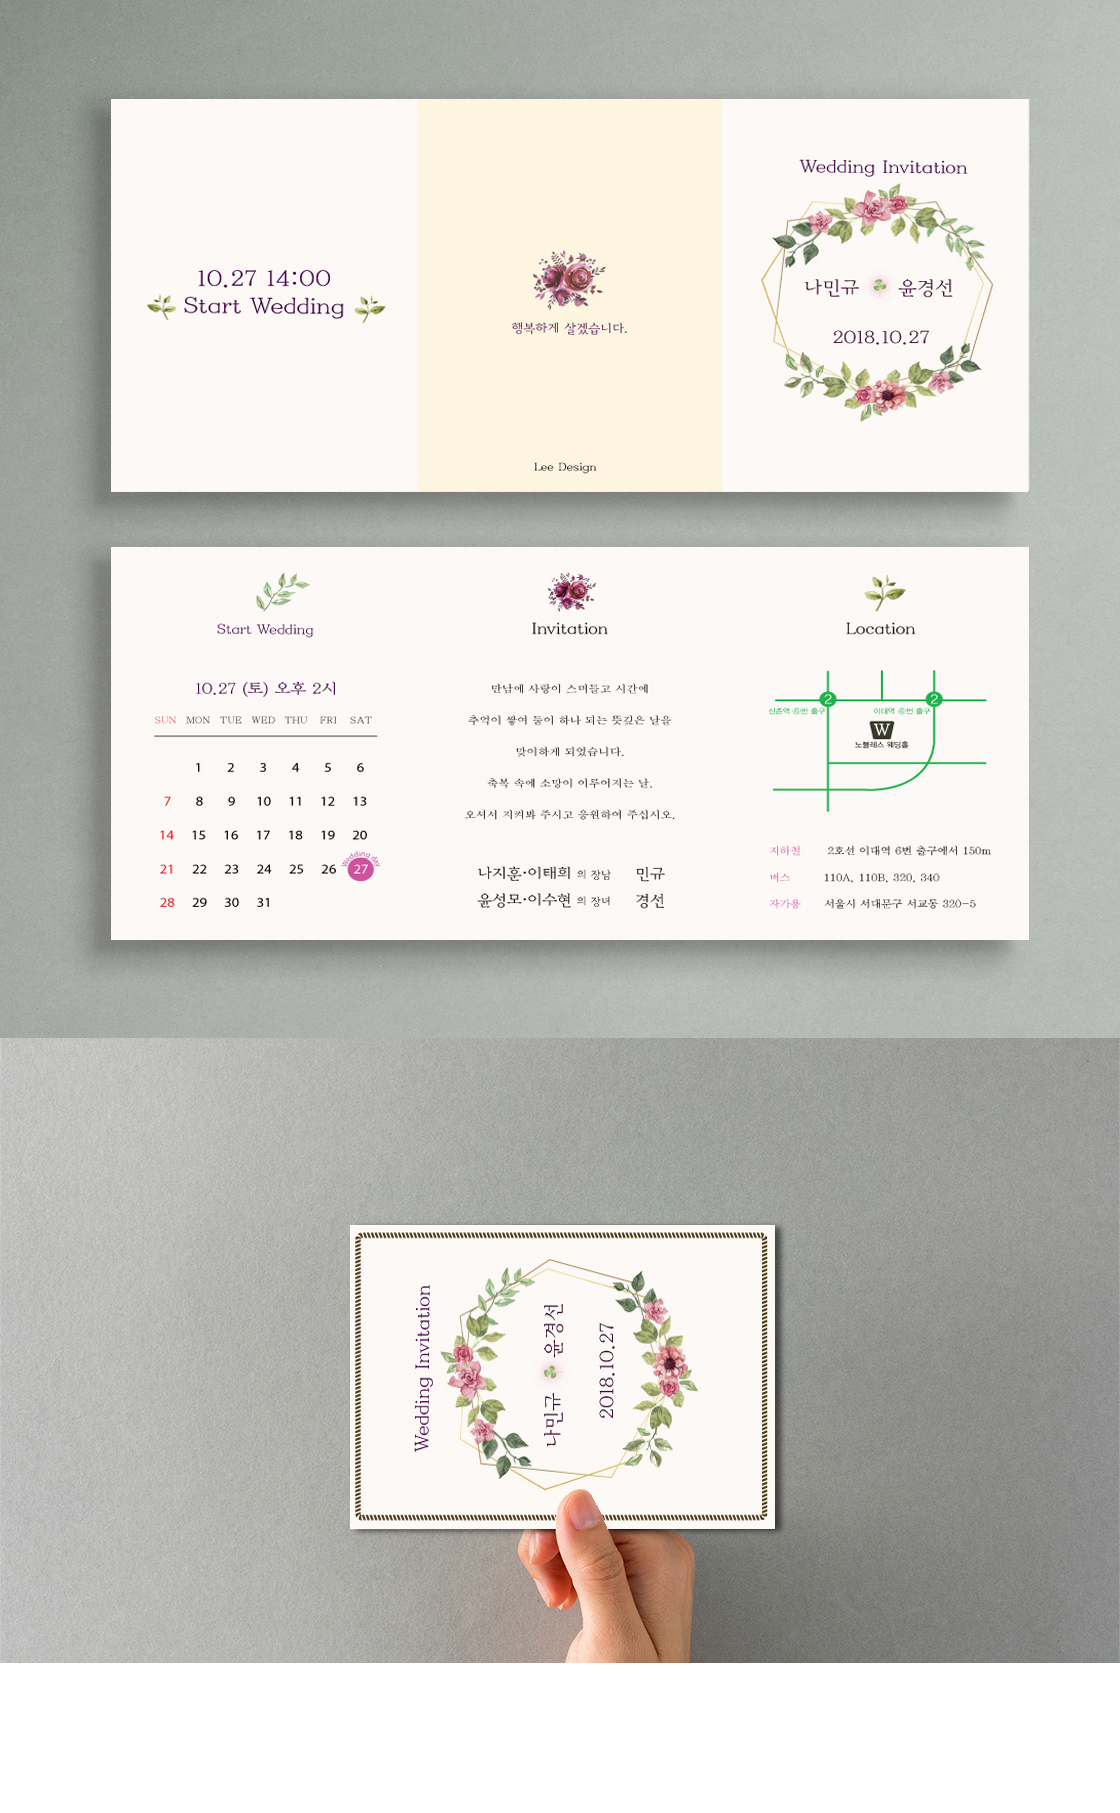 10.27 14:00
Start Wedding
행복하게 살겠습니다.
Lee Design
Wedding Invitation
나민규 윤경선
2018.10.27
Start Wedding
10.27 (토) 오후 2시
SUN MON TUE WED THU FRI SAT
1 2 3 4 5 6
7 8 9 10 11 12 13
14 15 16 17 18 19 20
Wedding day
21 22 23 24 25 26 27
28 29 30 31
Invitation
만남에 사랑이 스며들고 시간에
추억이 쌓여 둘이 하나 되는 뜻깊은 날을
맞이하게 되었습니다.
축복 속에 소망이 이루어지는 날,
오셔서 지켜봐 주시고 응원하여 주십시오.
나지훈·이태희 의 장남 민규
윤성모·이수현 의 장녀 경선
Location
2 2
신촌역 ⑥번 출구 이대역 ⑥번 출구
W
노블레스 웨딩홀
지하철 2호선 이대역 6번 출구에서 150m
버스 110A, 110B, 320, 340
자가용 서울시 서대문구 서교동 320-5
Wedding Invitation
나민규 윤경선
2018.10.27